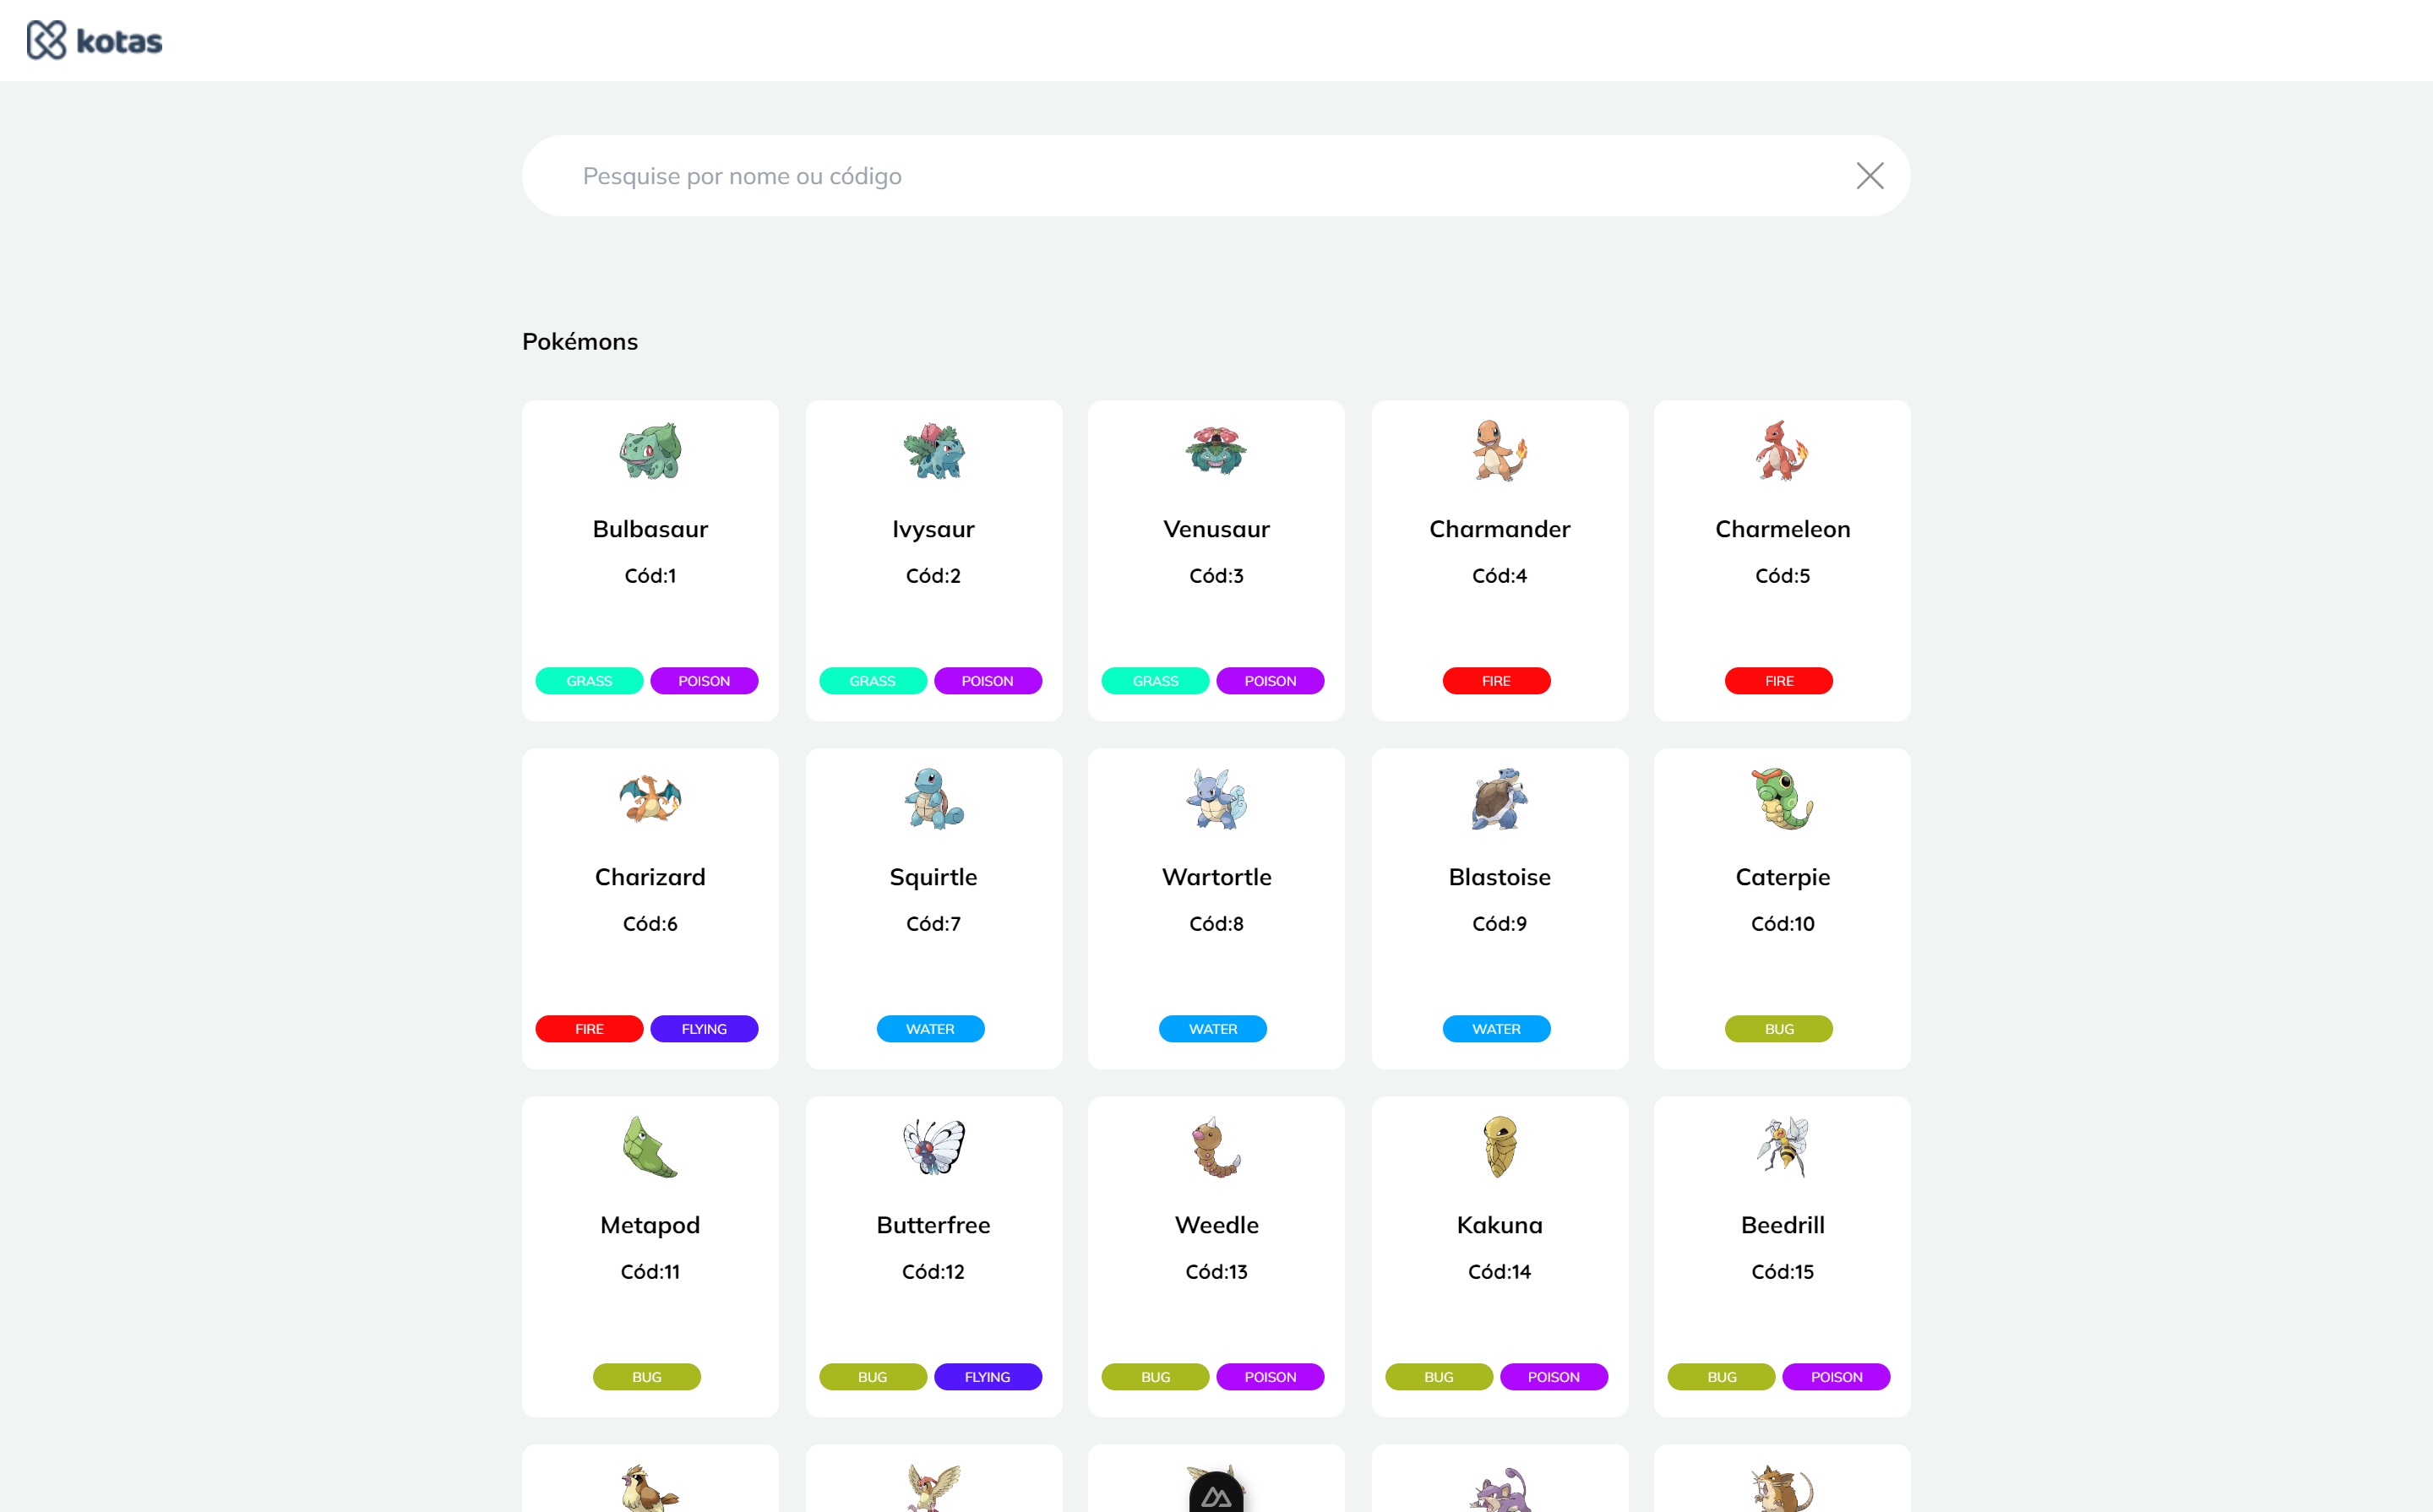 kotas
Pesquise por nome ou código
Pokémons
Bulbasaur
Cód:1
GRASS POISON
Ivysaur
Cód:2
GRASS POISON
Venusaur
Cód:3
GRASS POISON
Charmander
Cód:4
FIRE
Charmeleon
Cód:5
FIRE
Charizard
Cód:6
FIRE FLYING
Squirtle
Cód:7
WATER
Wartortle
Cód:8
WATER
Blastoise
Cód:9
WATER
Caterpie
Cód:10
BUG
Metapod
Cód:11
BUG
Butterfree
Cód:12
BUG FLYING
Weedle
Cód:13
BUG POISON
Kakuna
Cód:14
BUG POISON
Beedrill
Cód:15
BUG POISON